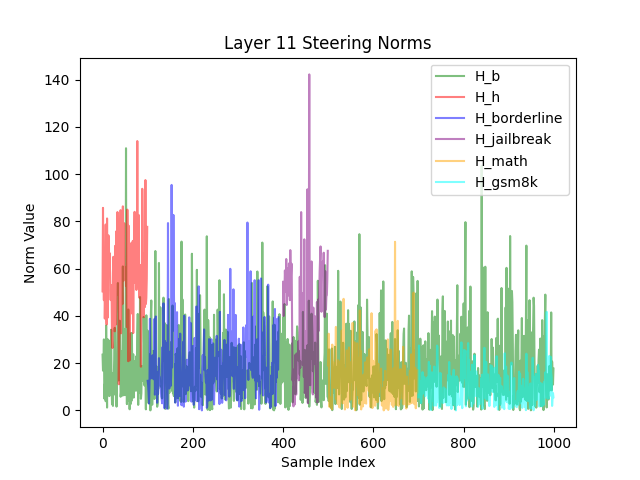 Layer 11 Steering Norms
Norm Value
140
120
100
80
60
40
20
0
H_b
H_h
H_borderline
H_jailbreak
H_math
H_gsm8k
0
200
400
600
800
1000
Sample Index